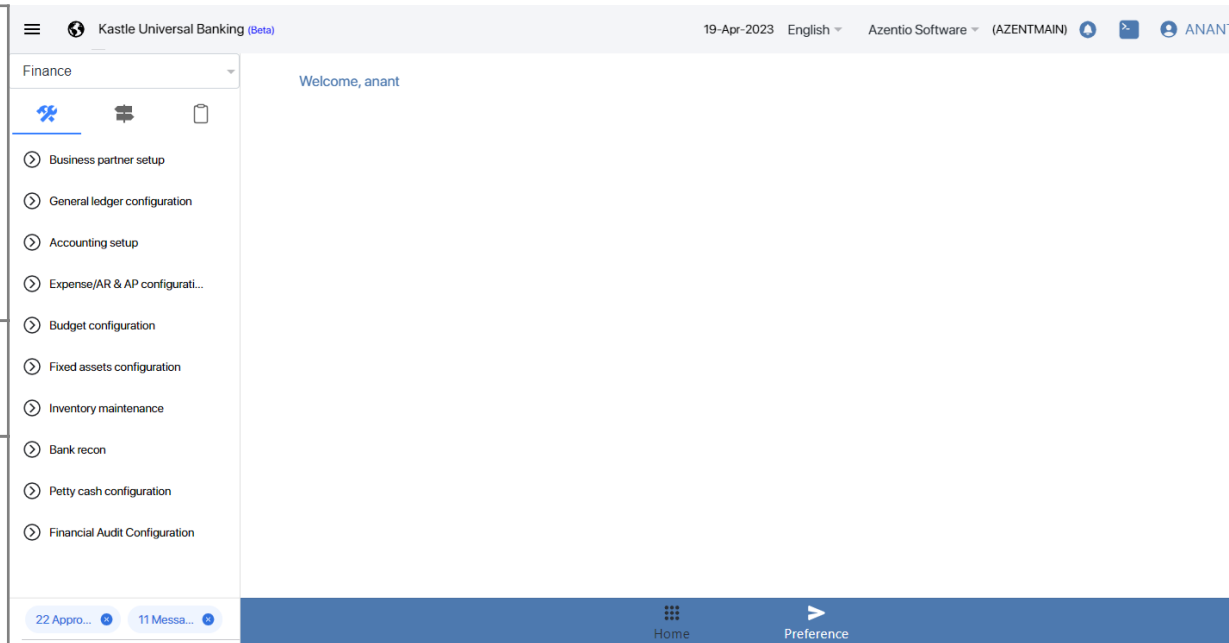 Kastle Universal Banking (Beta) 19-Apr-2023 English Azentio Software (AZENTMAIN) ANANT
Finance
Welcome, anant
Business partner setup
General ledger configuration
Accounting setup
Expense/AR & AP configurati...
Budget configuration
Fixed assets configuration
Inventory maintenance
Bank recon
Petty cash configuration
Financial Audit Configuration
22 Appro... 11 Messa...
Home Preference